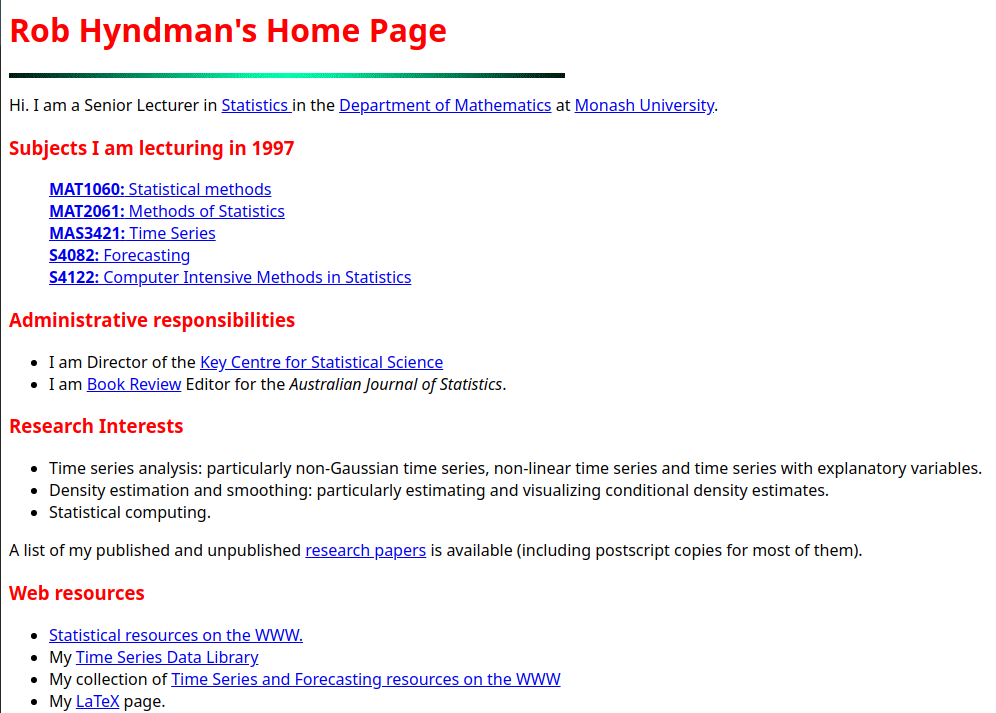 Rob Hyndman's Home Page
Hi. I am a Senior Lecturer in Statistics in the Department of Mathematics at Monash University.
Subjects I am lecturing in 1997
MAT1060: Statistical methods
MAT2061: Methods of Statistics
MAS3421: Time Series
S4082: Forecasting
S4122: Computer Intensive Methods in Statistics
Administrative responsibilities
• I am Director of the Key Centre for Statistical Science
• I am Book Review Editor for the Australian Journal of Statistics.
Research Interests
• Time series analysis: particularly non-Gaussian time series, non-linear time series and time series with explanatory variables.
• Density estimation and smoothing: particularly estimating and visualizing conditional density estimates.
• Statistical computing.
A list of my published and unpublished research papers is available (including postscript copies for most of them).
Web resources
• Statistical resources on the WWW.
• My Time Series Data Library
• My collection of Time Series and Forecasting resources on the WWW
• My LaTeX page.